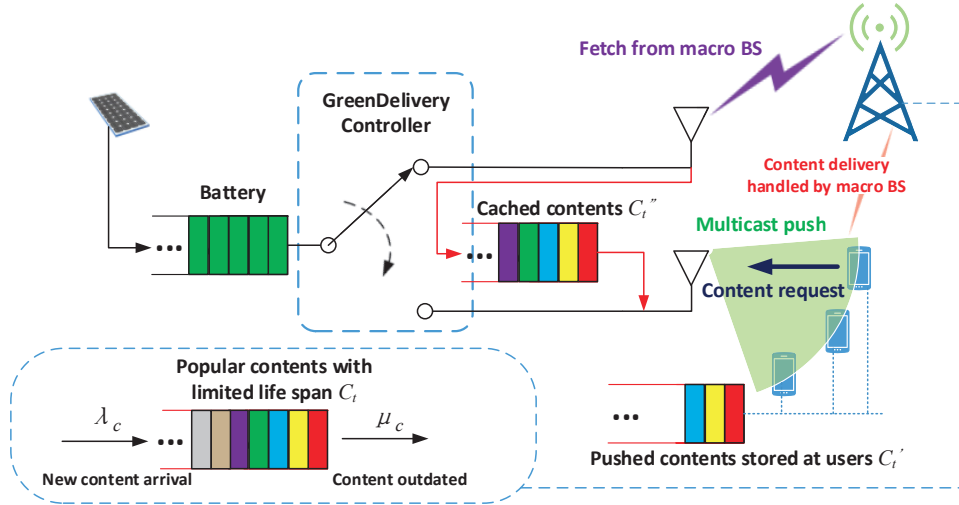 Fetch from macro BS
GreenDelivery
Controller
Content delivery
handled by macro BS
Battery
Cached contents C_t''
Multicast push
Content request
Popular contents with
limited life span C_t
λ_c
μ_c
New content arrival
Content outdated
Pushed contents stored at users C_t'